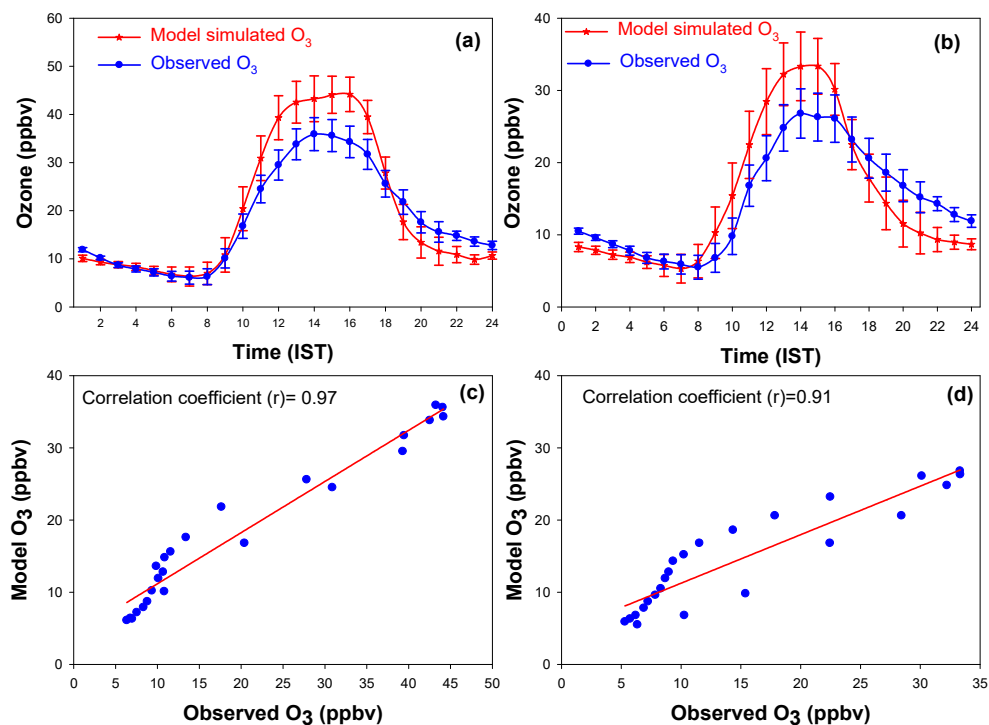 (a)
Model simulated O3
Observed O3
Ozone (ppbv)
60
50
40
30
20
10
0
2 4 6 8 10 12 14 16 18 20 22 24
Time (IST)
(b)
Model simulated O3
Observed O3
Ozone (ppbv)
40
30
20
10
0
0 2 4 6 8 10 12 14 16 18 20 22 24
Time (IST)
(c)
Correlation coefficient (r)= 0.97
Model O3 (ppbv)
40
30
20
10
0
0 5 10 15 20 25 30 35 40 45 50
Observed O3 (ppbv)
(d)
Correlation coefficient (r)=0.91
Model O3 (ppbv)
40
30
20
10
0
0 5 10 15 20 25 30 35
Observed O3 (ppbv)